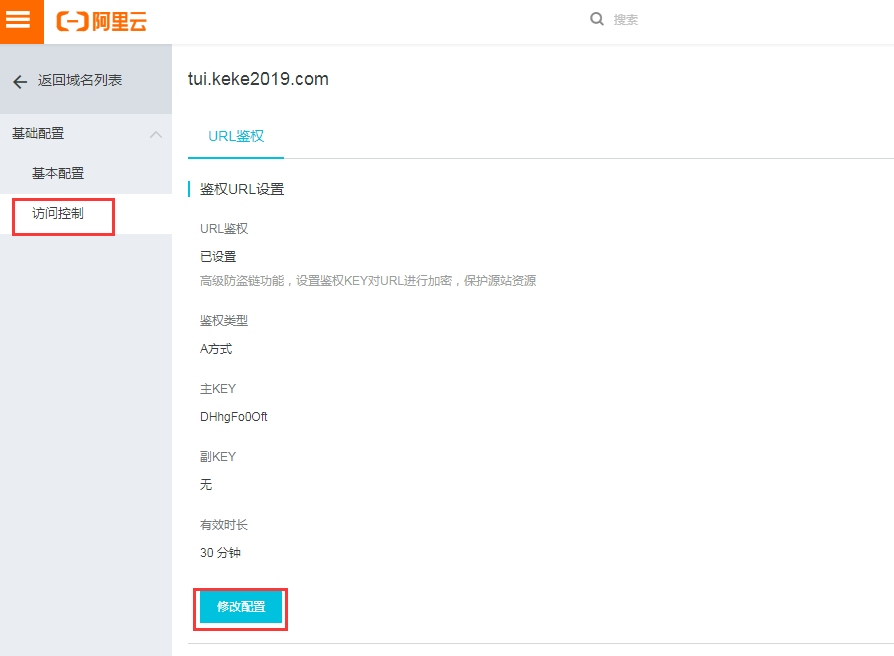 阿里云
搜索
返回域名列表
基础配置
基本配置
访问控制
tui.keke2019.com
URL鉴权
鉴权URL设置
URL鉴权
已设置
高级防盗链功能，设置鉴权KEY对URL进行加密，保护源站资源
鉴权类型
A方式
主KEY
DHhgFo0Oft
副KEY
无
有效时长
30 分钟
修改配置